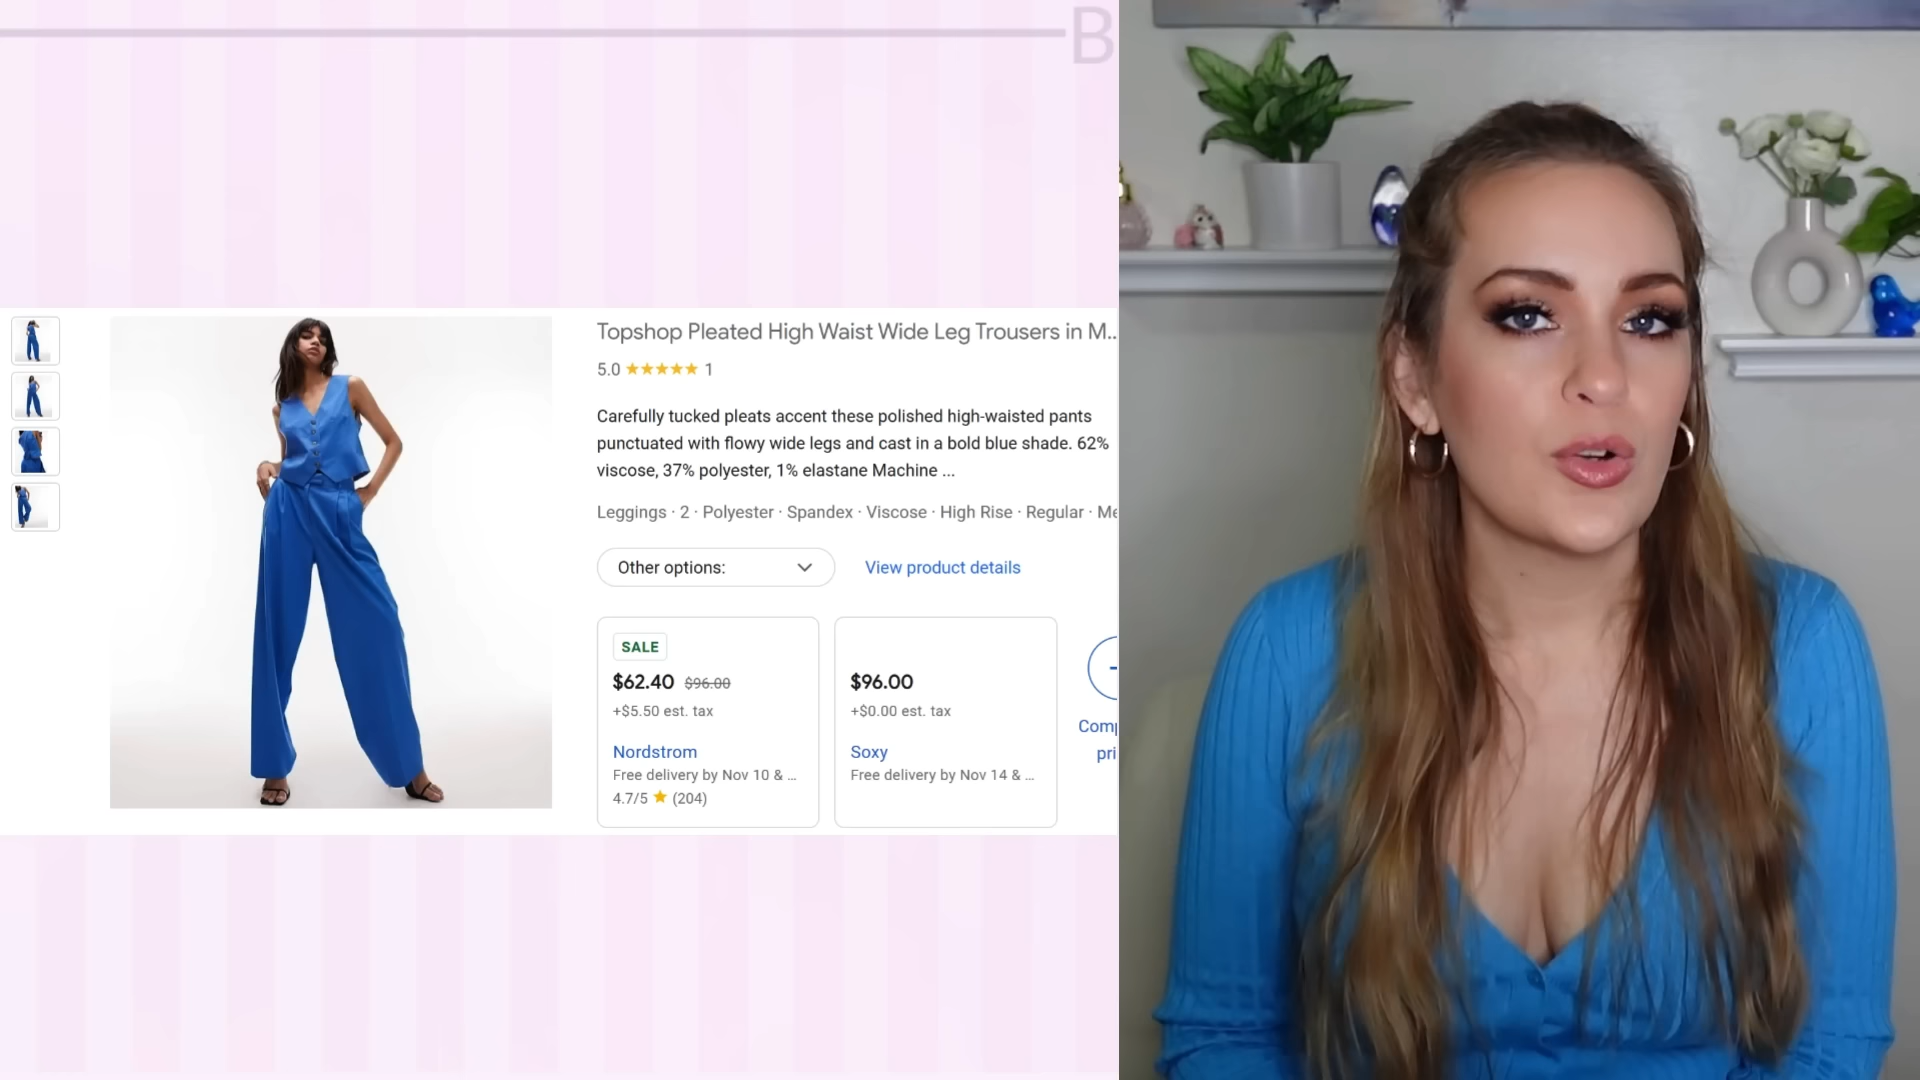 B
Topshop Pleated High Waist Wide Leg Trousers in M...
5.0 ★★★★★ 1
Carefully tucked pleats accent these polished high-waisted pants
punctuated with flowy wide legs and cast in a bold blue shade. 62%
viscose, 37% polyester, 1% elastane Machine ...
Leggings · 2 · Polyester · Spandex · Viscose · High Rise · Regular · Me
Other options:
View product details
SALE
$62.40 $96.00
+$5.50 est. tax
Nordstrom
Free delivery by Nov 10 & ...
4.7/5 ★ (204)
$96.00
+$0.00 est. tax
Soxy
Free delivery by Nov 14 & ...
Comp
pri